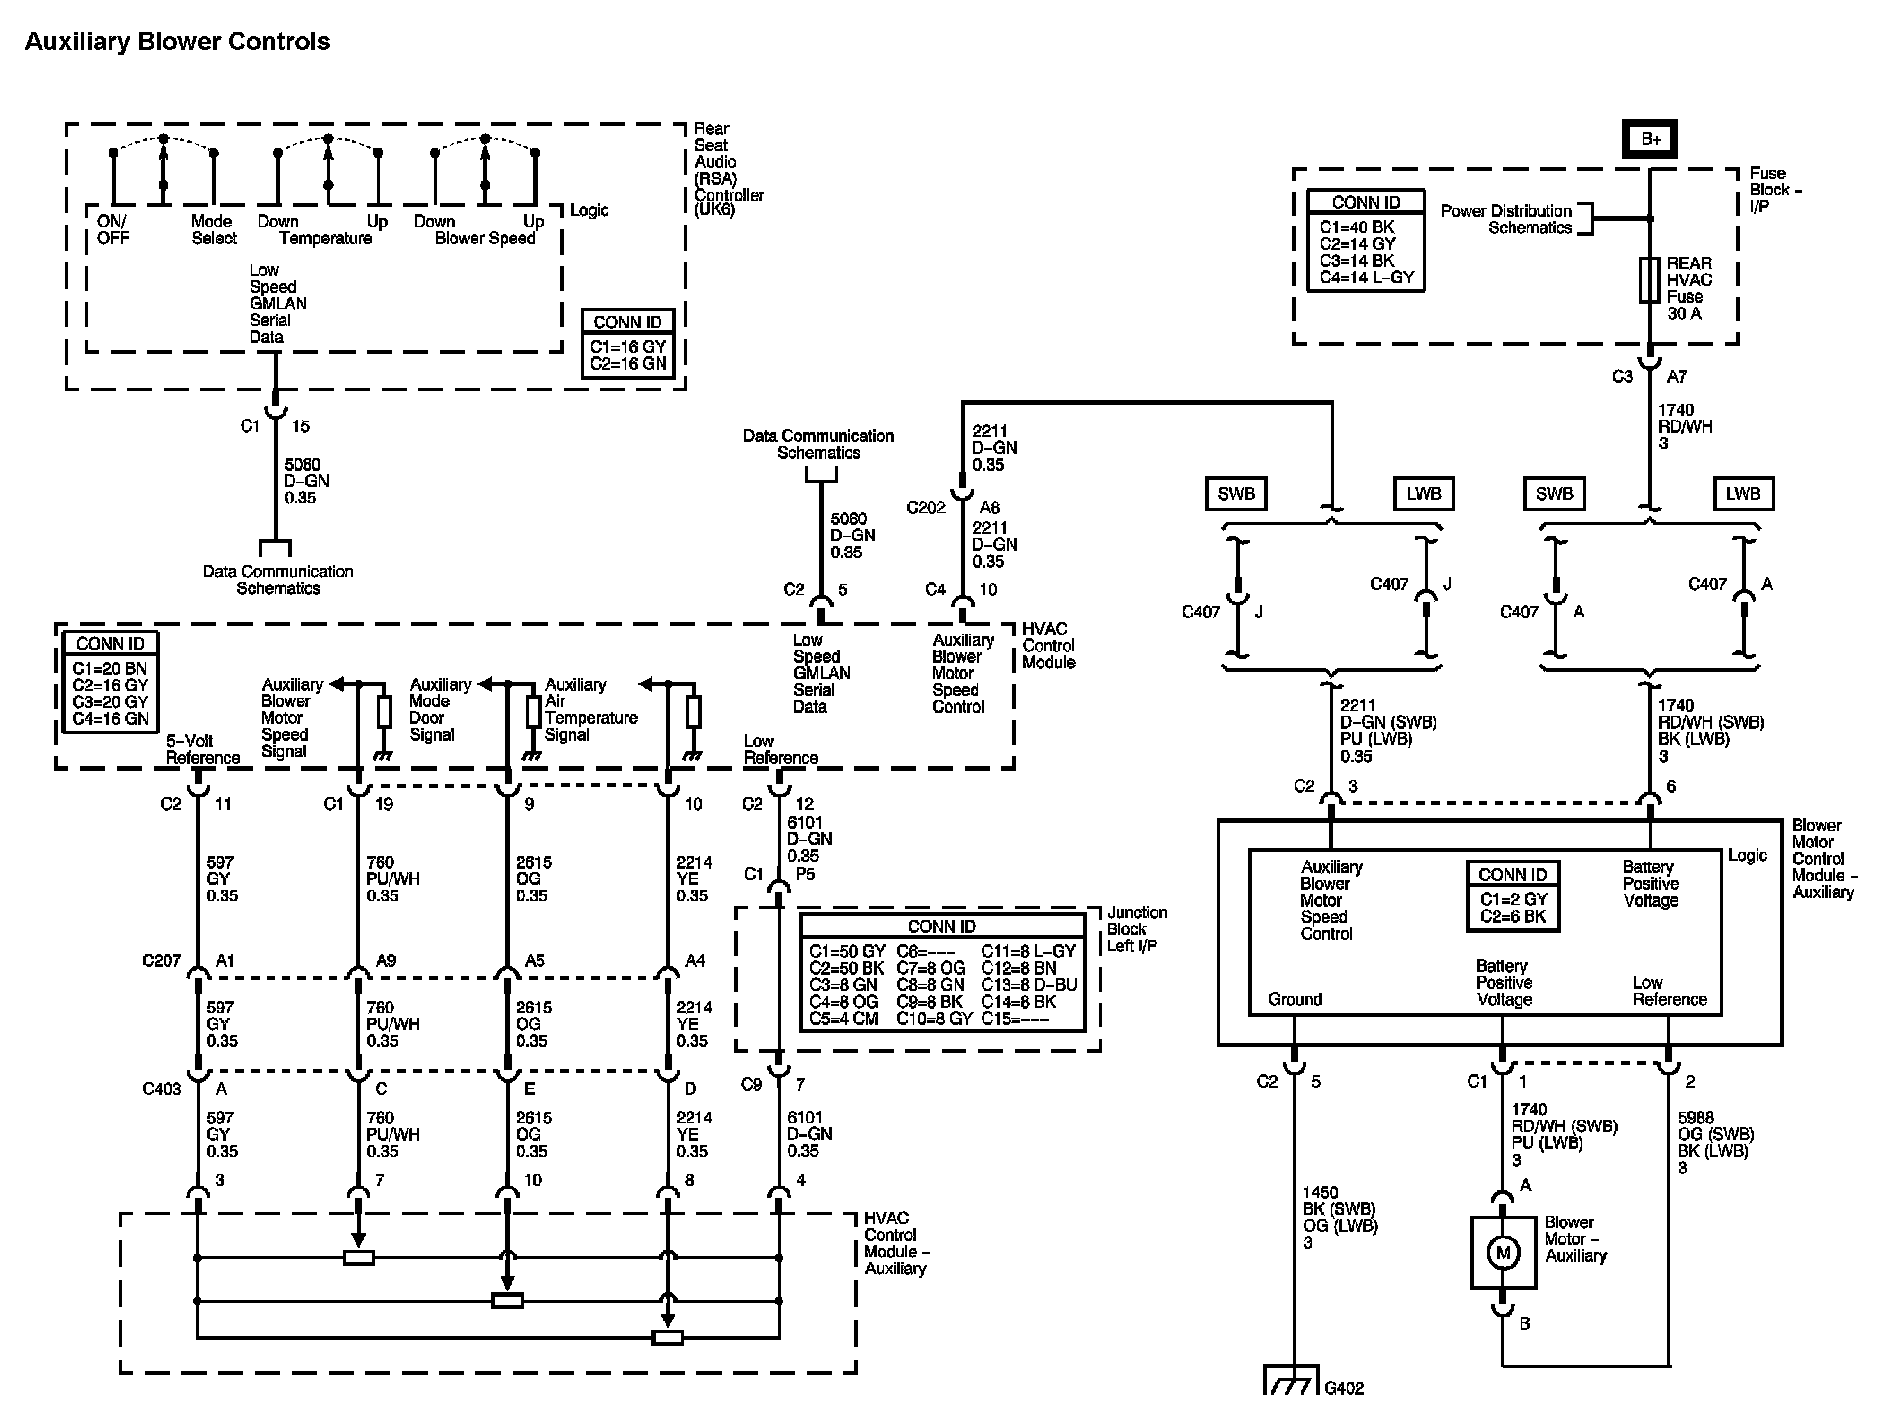 Auxiliary Blower Controls
Rear
Seat
Audio
(RSA)
Controller
(UK6)
Logic
ON/
OFF
Mode
Select
Down
Up
Temperature
Down
Up
Blower Speed
Low
Speed
GMLAN
Serial
Data
CONN ID
C1=16 GY
C2=16 GN
C1
15
5060
D-GN
0.35
Data Communication
Schematics
Data Communication
Schematics
5060
D-GN
0.35
C2
5
2211
D-GN
0.35
C202
A8
2211
D-GN
0.35
C4
10
B+
Fuse
Block –
I/P
CONN ID
C1=40 BK
C2=14 GY
C3=14 BK
C4=14 L-GY
Power Distribution
Schematics
REAR
HVAC
Fuse
30 A
C3
A7
1740
RD/WH
3
SWB
LWB
SWB
LWB
C407
J
C407
J
C407
A
C407
A
2211
D-GN (SWB)
PU (LWB)
0.35
1740
RD/WH (SWB)
BK (LWB)
3
C2
3
6
CONN ID
C1=20 BN
C2=16 GY
C3=20 GY
C4=16 GN
HVAC
Control
Module
Low
Speed
GMLAN
Serial
Data
Auxiliary
Blower
Motor
Speed
Control
5-Volt
Reference
Auxiliary
Blower
Motor
Speed
Signal
Auxiliary
Mode
Door
Signal
Auxiliary
Air
Temperature
Signal
Low
Reference
C2
11
C1
19
9
10
C2
12
597
GY
0.35
760
PU/WH
0.35
2615
OG
0.35
2214
YE
0.35
6101
D-GN
0.35
C1
P5
Junction
Block
Left I/P
CONN ID
C1=50 GY C6=--- C11=8 L-GY
C2=50 BK C7=8 OG C12=8 BN
C3=8 GN C8=8 GN C13=8 D-BU
C4=8 OG C9=8 BK C14=8 BK
C5=4 CM C10=8 GY C15=---
C207
A1
A9
A5
A4
597
GY
0.35
760
PU/WH
0.35
2615
OG
0.35
2214
YE
0.35
C403
A
C
E
D
C9
7
597
GY
0.35
760
PU/WH
0.35
2615
OG
0.35
2214
YE
0.35
6101
D-GN
0.35
3
7
10
8
4
HVAC
Control
Module –
Auxiliary
Blower
Motor
Control
Module –
Auxiliary
Logic
Auxiliary
Blower
Motor
Speed
Control
CONN ID
C1=2 GY
C2=6 BK
Battery
Positive
Voltage
Ground
Battery
Positive
Voltage
Low
Reference
C2
5
C1
1
2
1740
RD/WH (SWB)
PU (LWB)
3
5988
OG (SWB)
BK (LWB)
3
1450
BK (SWB)
OG (LWB)
3
A
M
Blower
Motor –
Auxiliary
B
G402